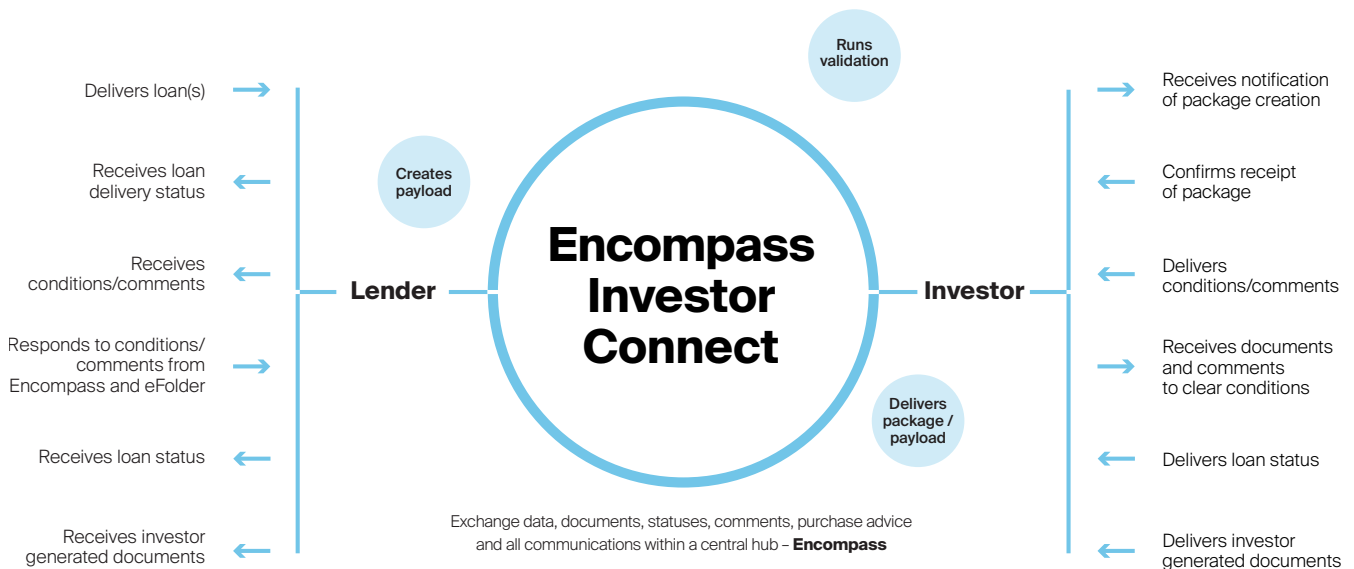 Delivers loan(s)
Receives loan
delivery status
Receives
conditions/comments
Responds to conditions/
comments from
Encompass and eFolder
Receives loan status
Receives investor
generated documents
Lender
Creates
payload
Runs
validation
Encompass
Investor
Connect
Delivers
package /
payload
Exchange data, documents, statuses, comments, purchase advice
and all communications within a central hub – Encompass
Investor
Receives notification
of package creation
Confirms receipt
of package
Delivers
conditions/comments
Receives documents
and comments
to clear conditions
Delivers loan status
Delivers investor
generated documents